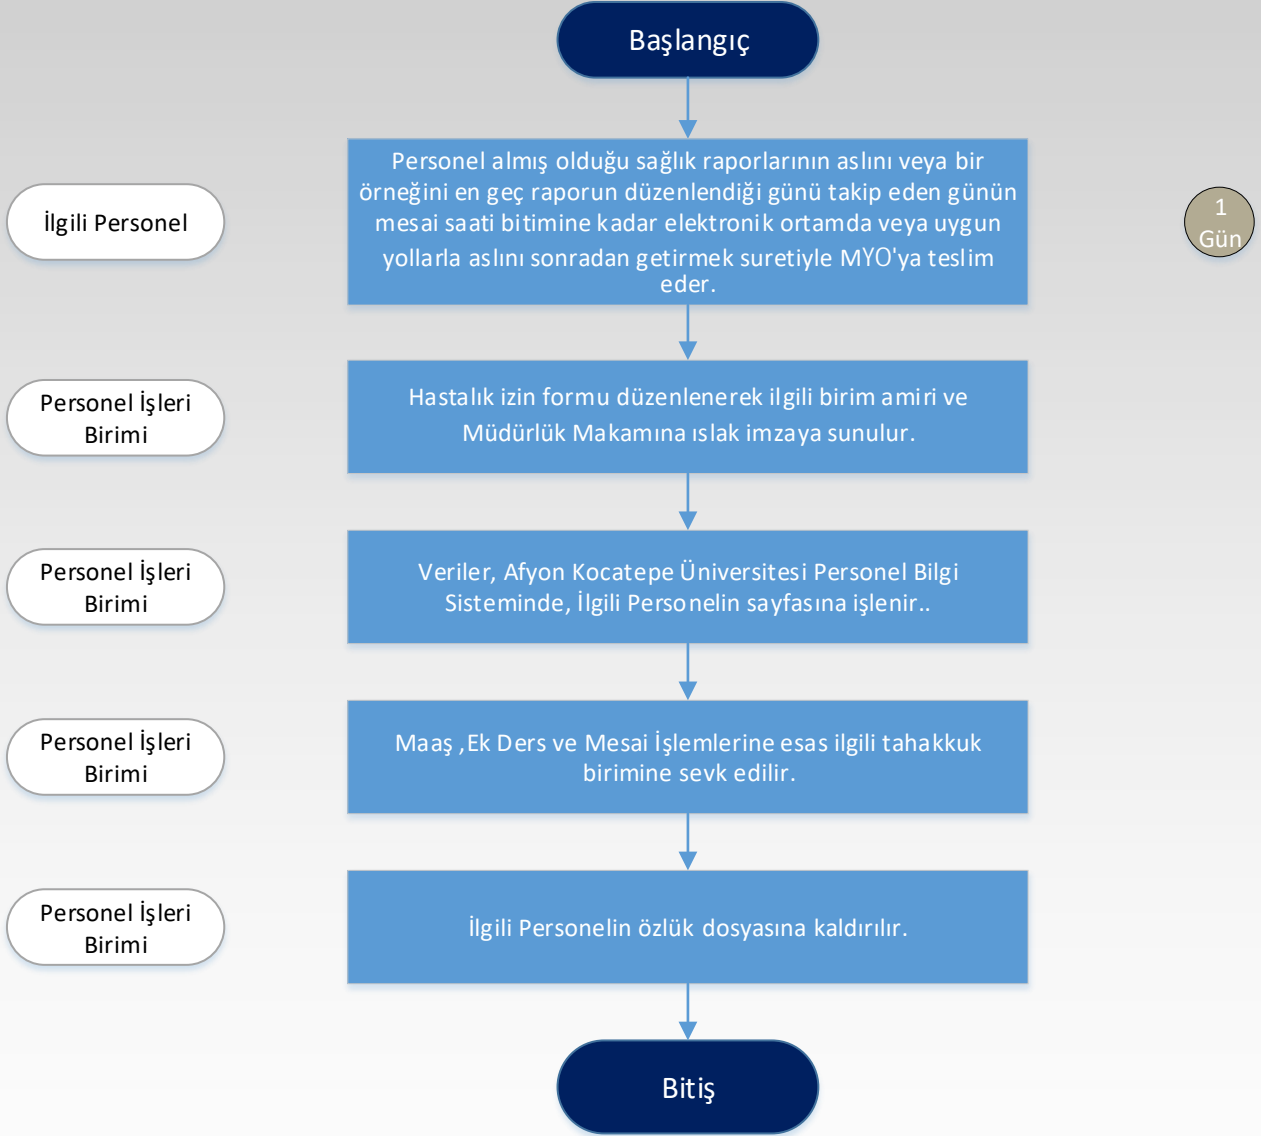 Başlangıç
İlgili Personel
Personel almış olduğu sağlık raporlarının aslını veya bir
örneğini en geç raporun düzenlendiği günü takip eden günün
mesai saati bitimine kadar elektronik ortamda veya uygun
yollarla aslını sonradan getirmek suretiyle MYO'ya teslim
eder.
1
Gün
Personel İşleri
Birimi
Hastalık izin formu düzenlenerek ilgili birim amiri ve
Müdürlük Makamına ıslak imzaya sunulur.
Personel İşleri
Birimi
Veriler, Afyon Kocatepe Üniversitesi Personel Bilgi
Sisteminde, İlgili Personelin sayfasına işlenir..
Personel İşleri
Birimi
Maaş ,Ek Ders ve Mesai İşlemlerine esas ilgili tahakkuk
birimine sevk edilir.
Personel İşleri
Birimi
İlgili Personelin özlük dosyasına kaldırılır.
Bitiş